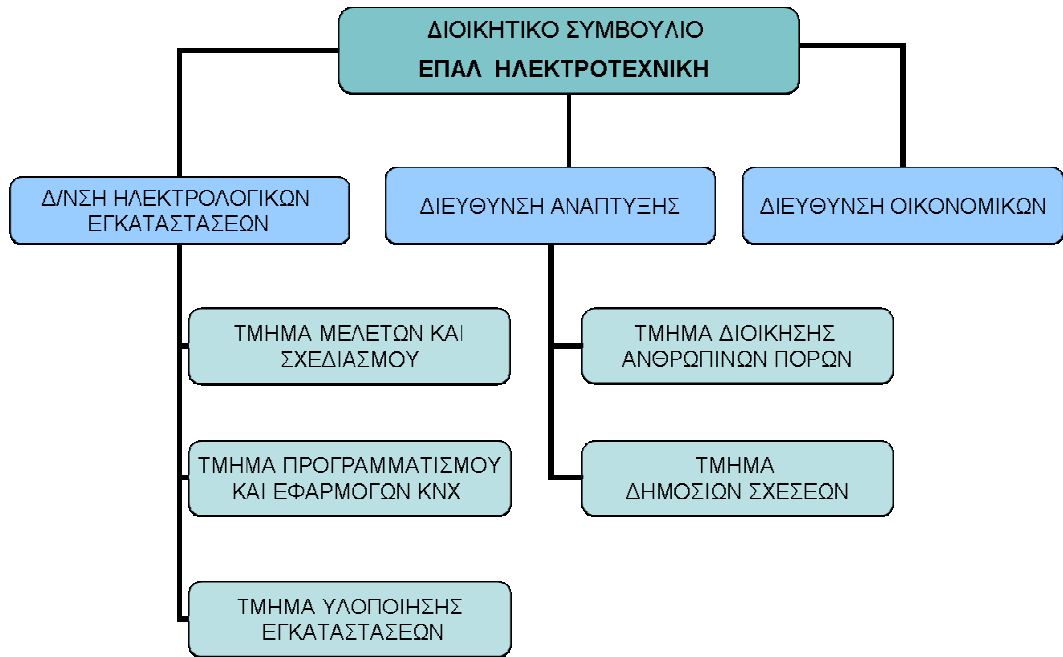 ΔΙΟΙΚΗΤΙΚΟ ΣΥΜΒΟΥΛΙΟ
ΕΠΑΛ ΗΛΕΚΤΡΟΤΕΧΝΙΚΗ
Δ/ΝΣΗ ΗΛΕΚΤΡΟΛΟΓΙΚΩΝ
ΕΓΚΑΤΑΣΤΑΣΕΩΝ
ΔΙΕΥΘΥΝΣΗ ΑΝΑΠΤΥΞΗΣ
ΔΙΕΥΘΥΝΣΗ ΟΙΚΟΝΟΜΙΚΩΝ
ΤΜΗΜΑ ΜΕΛΕΤΩΝ ΚΑΙ
ΣΧΕΔΙΑΣΜΟΥ
ΤΜΗΜΑ ΠΡΟΓΡΑΜΜΑΤΙΣΜΟΥ
ΚΑΙ ΕΦΑΡΜΟΓΩΝ ΚΝΧ
ΤΜΗΜΑ ΥΛΟΠΟΙΗΣΗΣ
ΕΓΚΑΤΑΣΤΑΣΕΩΝ
ΤΜΗΜΑ ΔΙΟΙΚΗΣΗΣ
ΑΝΘΡΩΠΙΝΩΝ ΠΟΡΩΝ
ΤΜΗΜΑ
ΔΗΜΟΣΙΩΝ ΣΧΕΣΕΩΝ